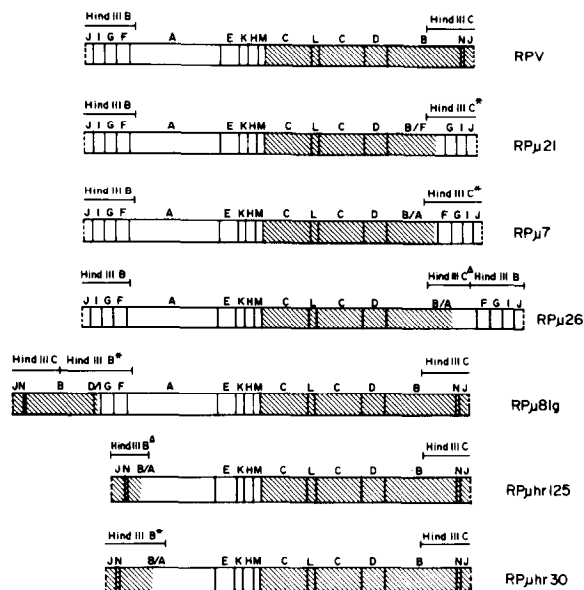 Hind III B Hind III C
J I G F A E K H M C L C D B N J
RPV
Hind III B Hind III C*
J I G F A E K H M C L C D B/F G I J
RPμ21
Hind III B Hind III C*
J I G F A E K H M C L C D B/A F G I J
RPμ7
Hind III B Hind III CΔ Hind III B
J I G F A E K H M C L C D B/A F G I J
RPμ26
Hind III C Hind III B* Hind III C
J N B D/I G F A E K H M C L C D B N J
RPμ81g
Hind III BΔ Hind III C
J N B/A E K H M C L C D B N J
RPμhr125
Hind III B* Hind III C
J N B/A E K H M C L C D B N J
RPμhr30